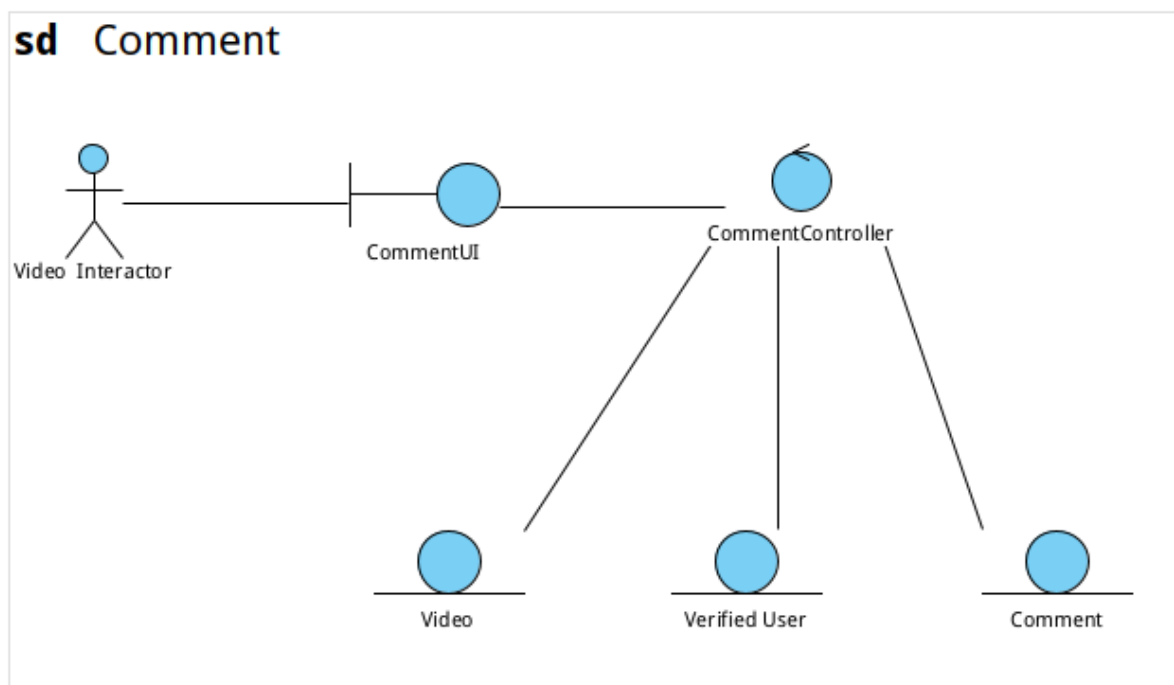 sd Comment
Video Interactor
CommentUI
CommentController
Video
Verified User
Comment